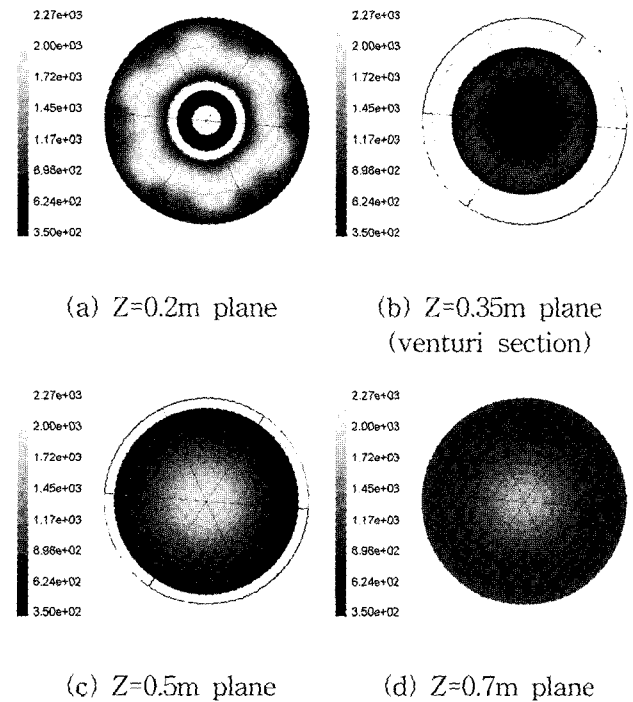 2.27e+03
2.00e+03
1.72e+03
1.45e+03
1.17e+03
8.98e+02
6.24e+02
3.50e+02
2.27e+03
2.00e+03
1.72e+03
1.45e+03
1.17e+03
8.98e+02
6.24e+02
3.50e+02
(a) Z=0.2m plane
(b) Z=0.35m plane
(venturi section)
2.27e+03
2.00e+03
1.72e+03
1.45e+03
1.17e+03
8.98e+02
6.24e+02
3.50e+02
2.27e+03
2.00e+03
1.72e+03
1.45e+03
1.17e+03
8.98e+02
6.24e+02
3.50e+02
(c) Z=0.5m plane
(d) Z=0.7m plane